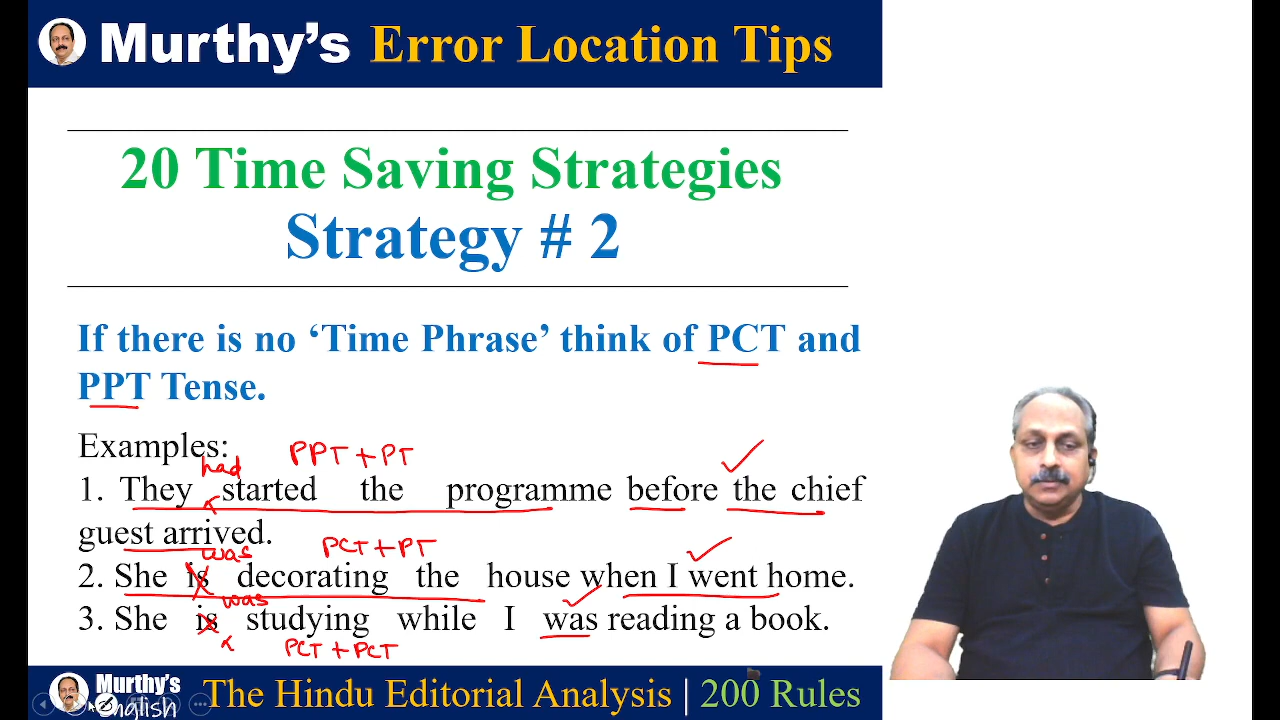 Murthy's Error Location Tips
20 Time Saving Strategies
Strategy # 2
If there is no 'Time Phrase' think of PCT and
PPT Tense.
Examples:
had PPT + PT
1. They started the programme before the chief
guest arrived.
was PCT + PT
2. She is decorating the house when I went home.
was
3. She is studying while I was reading a book.
PCT + PCT
Murthy's
English
The Hindu Editorial Analysis | 200 Rules